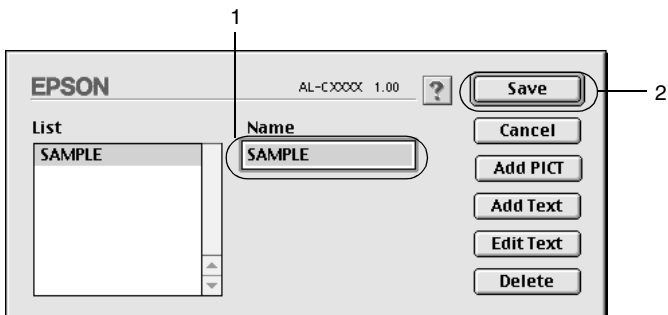 1
EPSON
AL-CXXXX 1.00
?
Save
2
List
Name
Cancel
SAMPLE
SAMPLE
Add PICT
Add Text
Edit Text
Delete